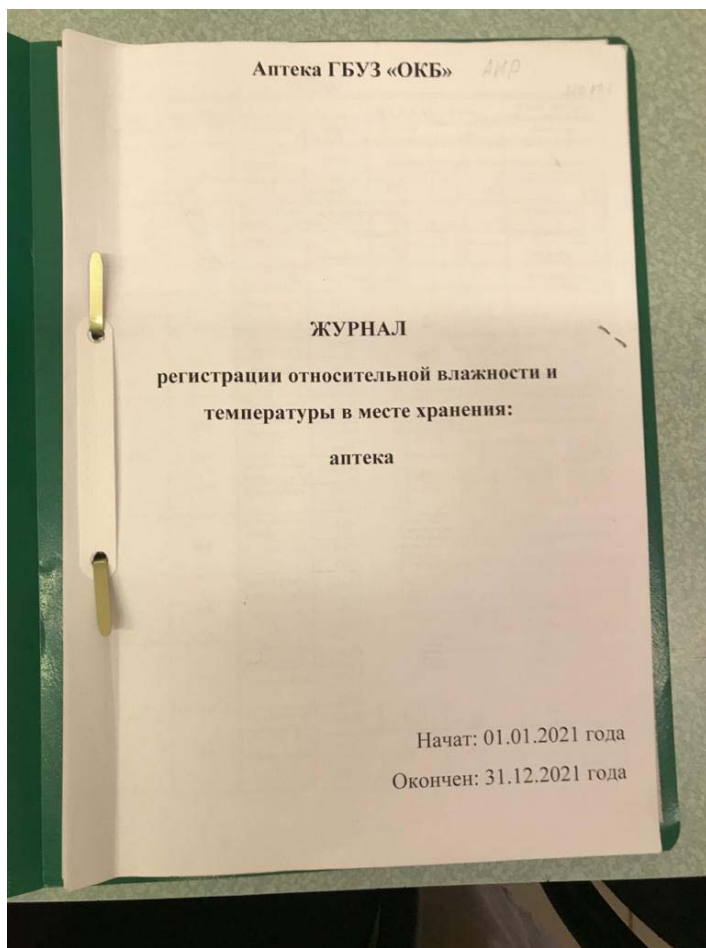 Аптека ГБУЗ «ОКБ»
ЖУРНАЛ
регистрации относительной влажности и
температуры в месте хранения:
аптека
Начат: 01.01.2021 года
Окончен: 31.12.2021 года